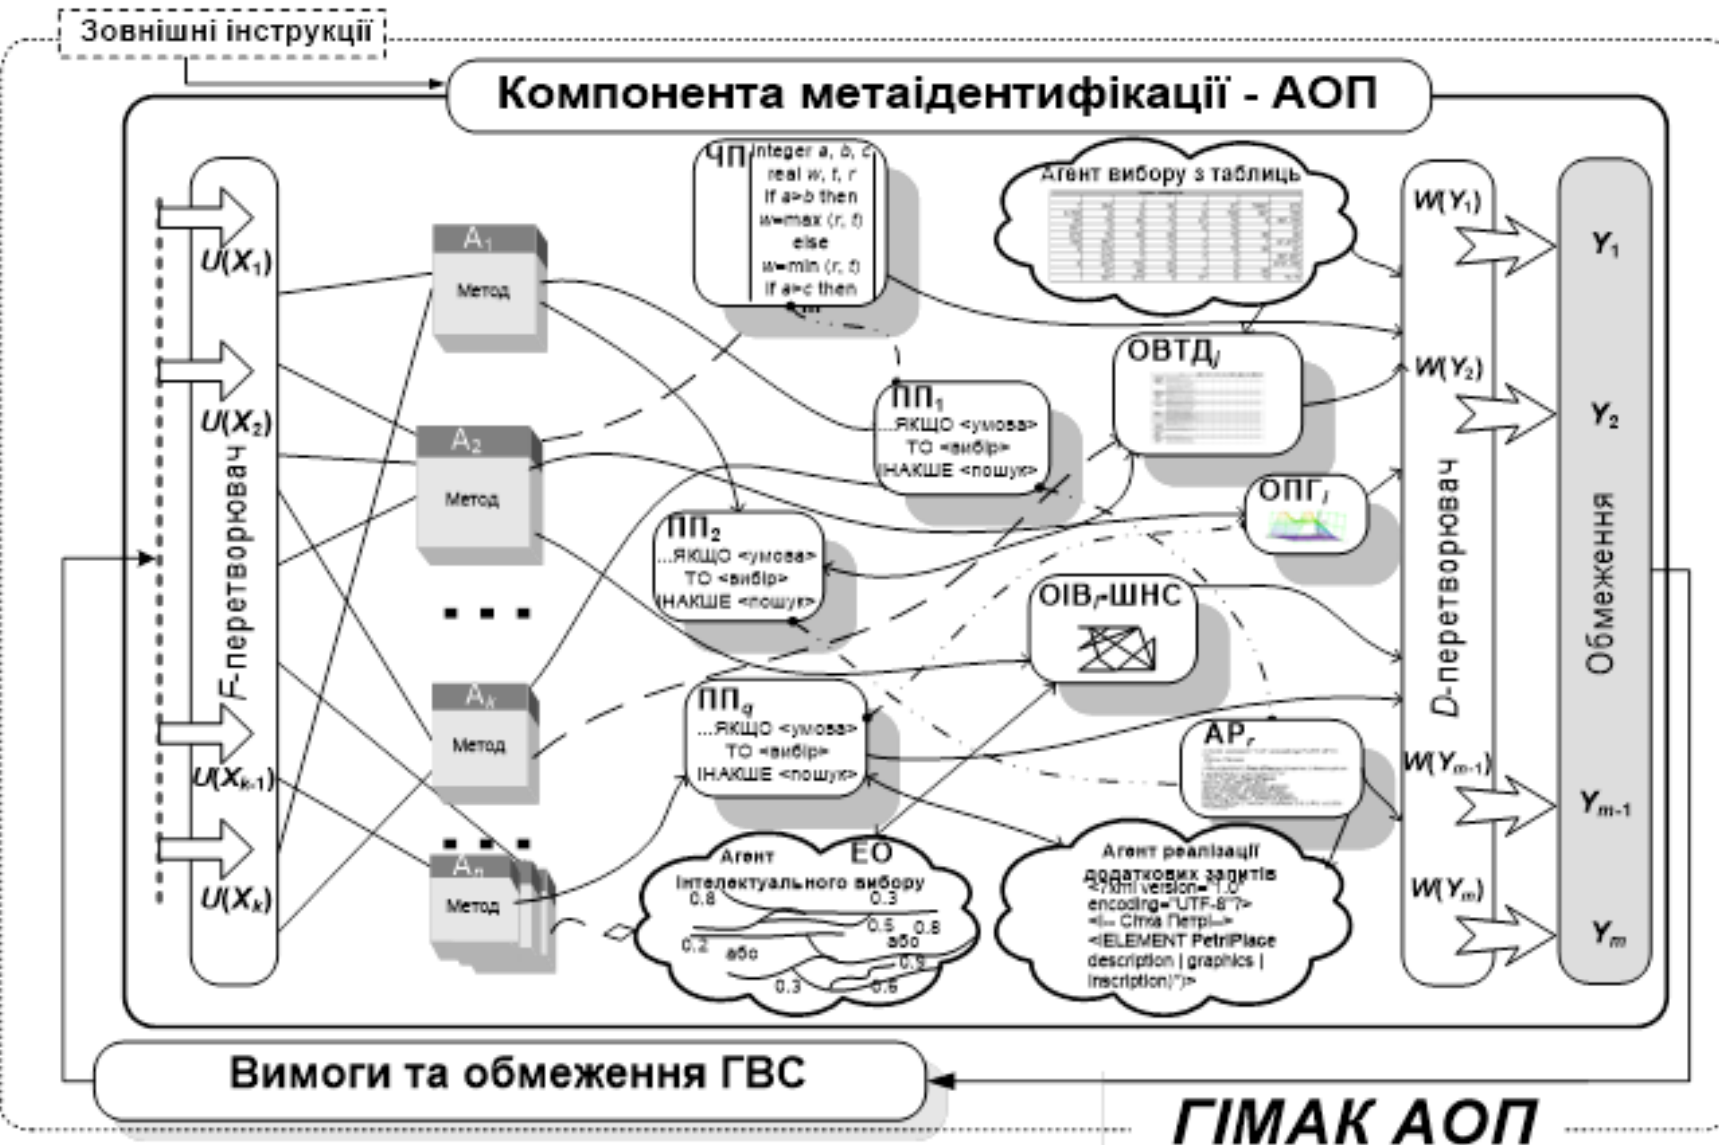 Зовнішні інструкції
Компонента метаідентифікації - АОП
U(X1)
U(X2)
F-перетворювач
U(Xk-1)
U(Xk)
A1
Метод
A2
Метод
Ak
Метод
An
Метод
ЧП
integer a, b, c
real w, t, r
if a>b then
w=max (r, t)
else
w=min (r, t)
if a>c then
...
Агент вибору з таблиць
ПП1
...ЯКЩО <умова>
ТО <вибір>
ІНАКШЕ <пошук>
ОВТДj
ПП2
...ЯКЩО <умова>
ТО <вибір>
ІНАКШЕ <пошук>
ОПГi
ОІВ-ШНС
ППq
...ЯКЩО <умова>
ТО <вибір>
ІНАКШЕ <пошук>
АРr
Агент
ЕО
інтелектуального вибору
0.8
0.3
0.5
0.8
0.2
або
або
0.9
0.3
0.6
Агент реалізації
додаткових запитів
<?xml version="1.0"
encoding="UTF-8"?>
<!-- Сітка Петрі-->
<!ELEMENT PetriPlace
description | graphics |
inscription)*)>
W(Y1)
W(Y2)
D-перетворювач
W(Ym-1)
W(Ym)
Y1
Y2
Обмеження
Ym-1
Ym
Вимоги та обмеження ГВС
ГІМАК АОП